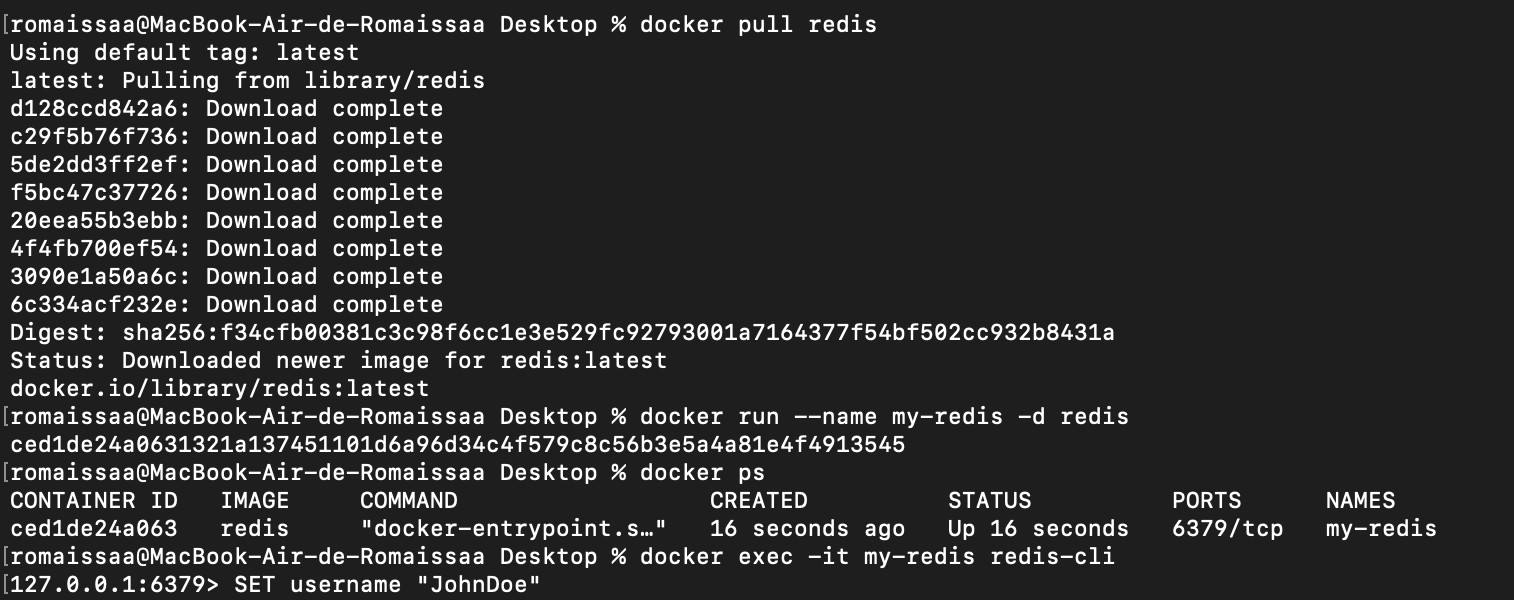 [romaissaa@MacBook-Air-de-Romaissaa Desktop % docker pull redis
Using default tag: latest
latest: Pulling from library/redis
d128ccd842a6: Download complete
c29f5b76f736: Download complete
5de2dd3ff2ef: Download complete
f5bc47c37726: Download complete
20eea55b3ebb: Download complete
4f4fb700ef54: Download complete
3090e1a50a6c: Download complete
6c334acf232e: Download complete
Digest: sha256:f34cfb00381c3c98f6cc1e3e529fc92793001a7164377f54bf502cc932b8431a
Status: Downloaded newer image for redis:latest
docker.io/library/redis:latest
[romaissaa@MacBook-Air-de-Romaissaa Desktop % docker run --name my-redis -d redis
ced1de24a0631321a137451101d6a96d34c4f579c8c56b3e5a4a81e4f4913545
[romaissaa@MacBook-Air-de-Romaissaa Desktop % docker ps
CONTAINER ID   IMAGE     COMMAND                  CREATED          STATUS          PORTS      NAMES
ced1de24a063   redis     "docker-entrypoint.s…"   16 seconds ago   Up 16 seconds   6379/tcp   my-redis
[romaissaa@MacBook-Air-de-Romaissaa Desktop % docker exec -it my-redis redis-cli
[127.0.0.1:6379> SET username "JohnDoe"